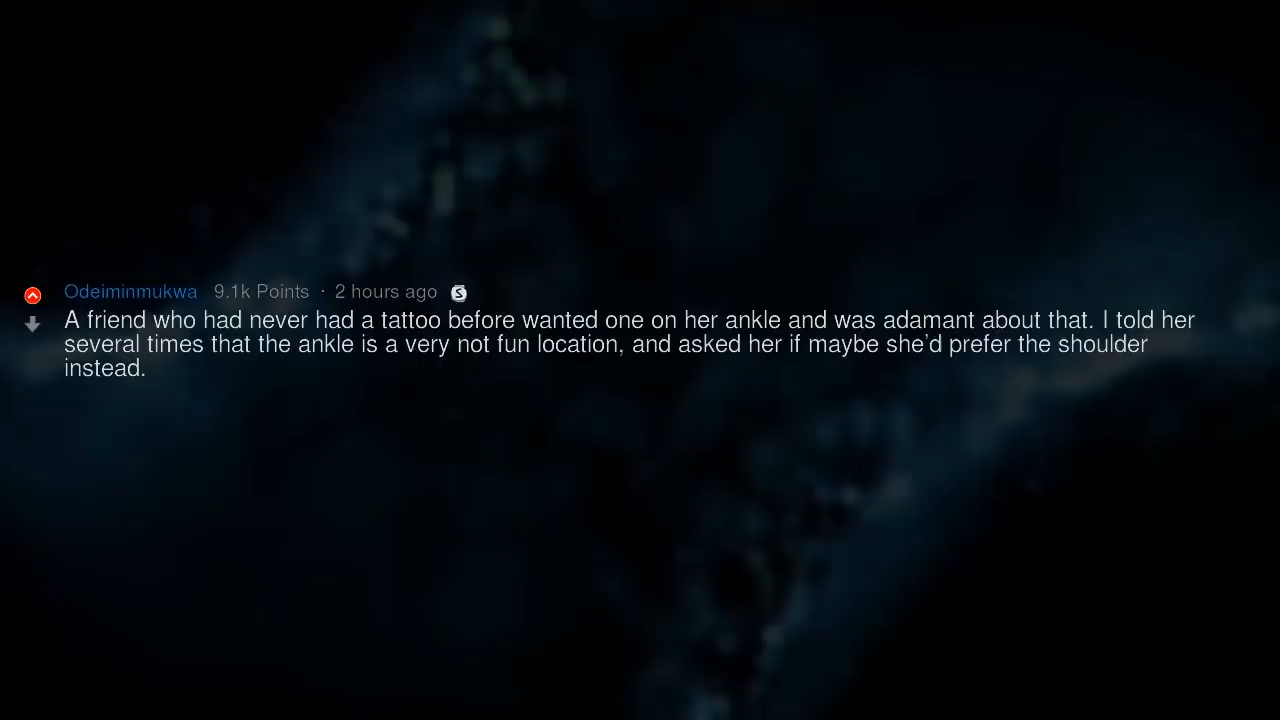 Odeiminmukwa 9.1k Points · 2 hours ago
A friend who had never had a tattoo before wanted one on her ankle and was adamant about that. I told her
several times that the ankle is a very not fun location, and asked her if maybe she'd prefer the shoulder
instead.